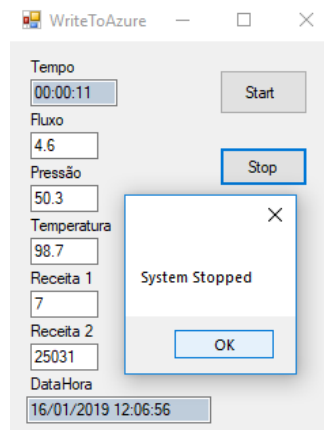 WriteToAzure
Tempo
00:00:11
Start
Fluxo
4.6
Stop
Pressão
50.3
Temperatura
98.7
System Stopped
Receita 1
7
OK
Receita 2
25031
DataHora
16/01/2019 12:06:56